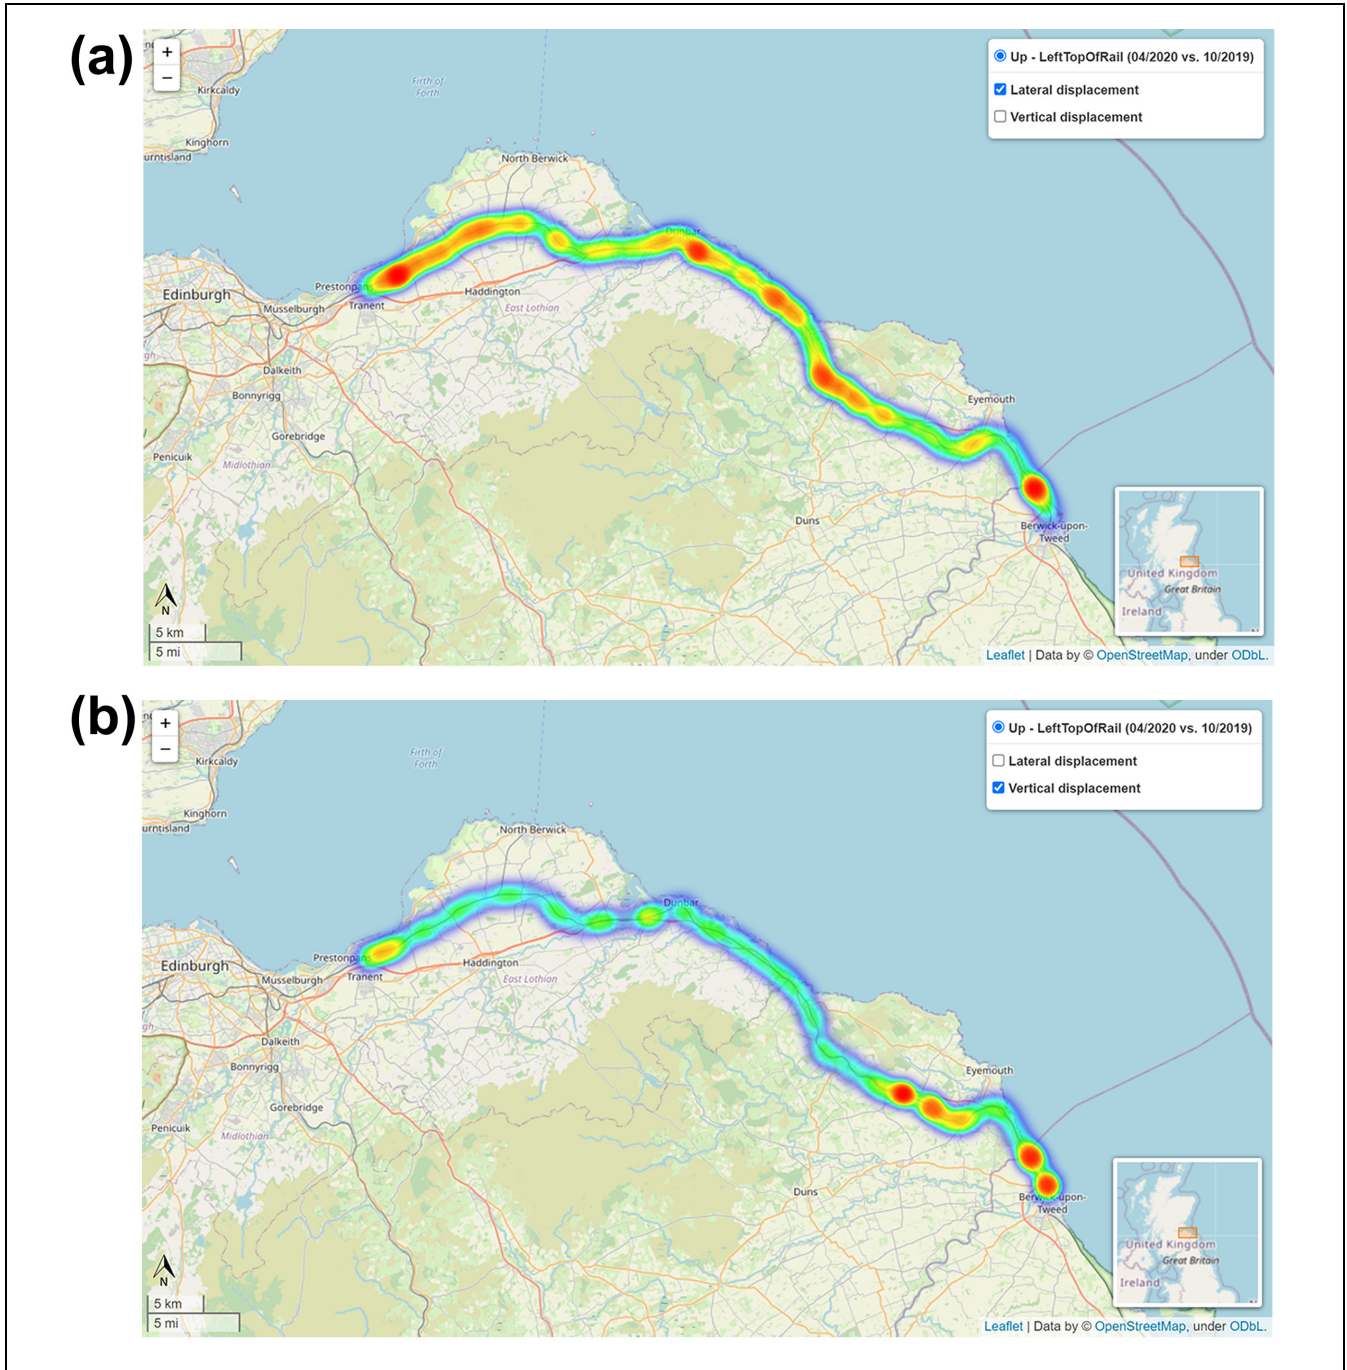 (a)
+
−
Up - LeftTopOfRail (04/2020 vs. 10/2019)
Lateral displacement
Vertical displacement
Firth of
Forth
Kirkcaldy
Kinghorn
urntisland
North Berwick
Dunbar
Edinburgh
Prestonpan
Musselburgh
Tranent
Haddington
East Lothian
gh
Dalkeith
Bonnyrigg
Eyemouth
Gorebridge
Penicuik
Midlothian
Duns
Berwick-upon-
Tweed
United Kingdom
Great Britain
Ireland
N
5 km
5 mi
Leaflet | Data by © OpenStreetMap, under ODbL.
(b)
+
−
Up - LeftTopOfRail (04/2020 vs. 10/2019)
Lateral displacement
Vertical displacement
Firth of
Forth
Kirkcaldy
Kinghorn
urntisland
North Berwick
Dunbar
Edinburgh
Prestonpan
Musselburgh
Tranent
Haddington
East Lothian
gh
Dalkeith
Bonnyrigg
Eyemouth
Gorebridge
Penicuik
Midlothian
Duns
Berwick-upon-
Tweed
United Kingdom
Great Britain
Ireland
N
5 km
5 mi
Leaflet | Data by © OpenStreetMap, under ODbL.